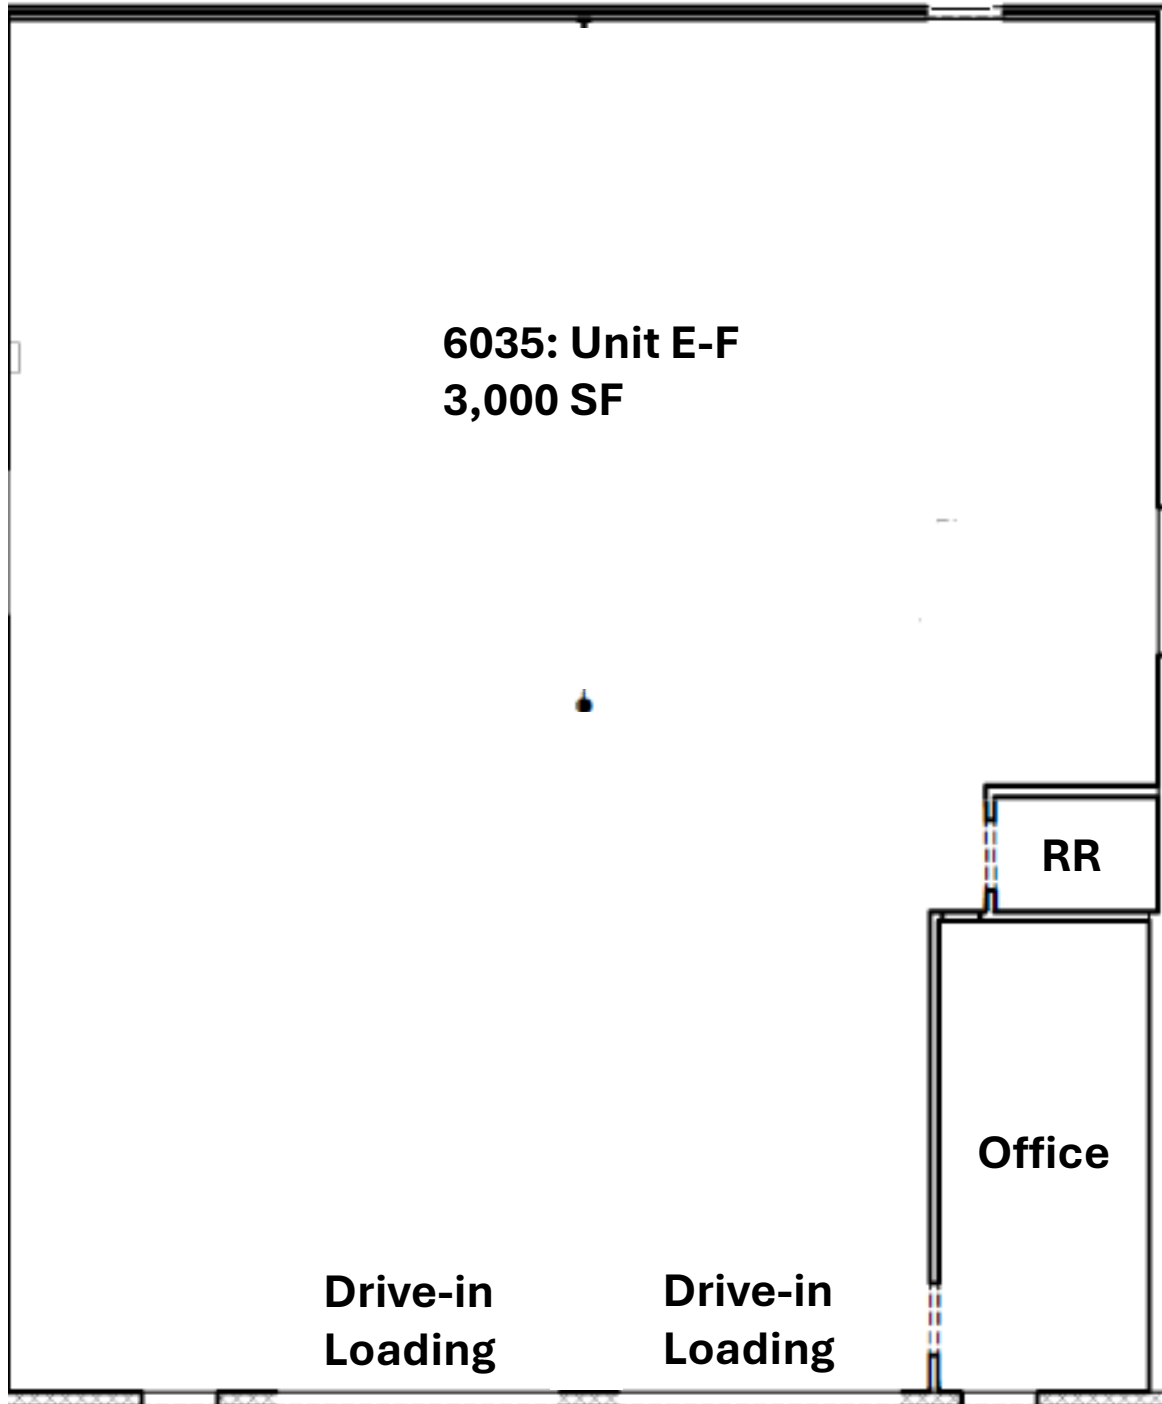 6035: Unit E-F
3,000 SF
RR
Office
Drive-in
Loading
Drive-in
Loading